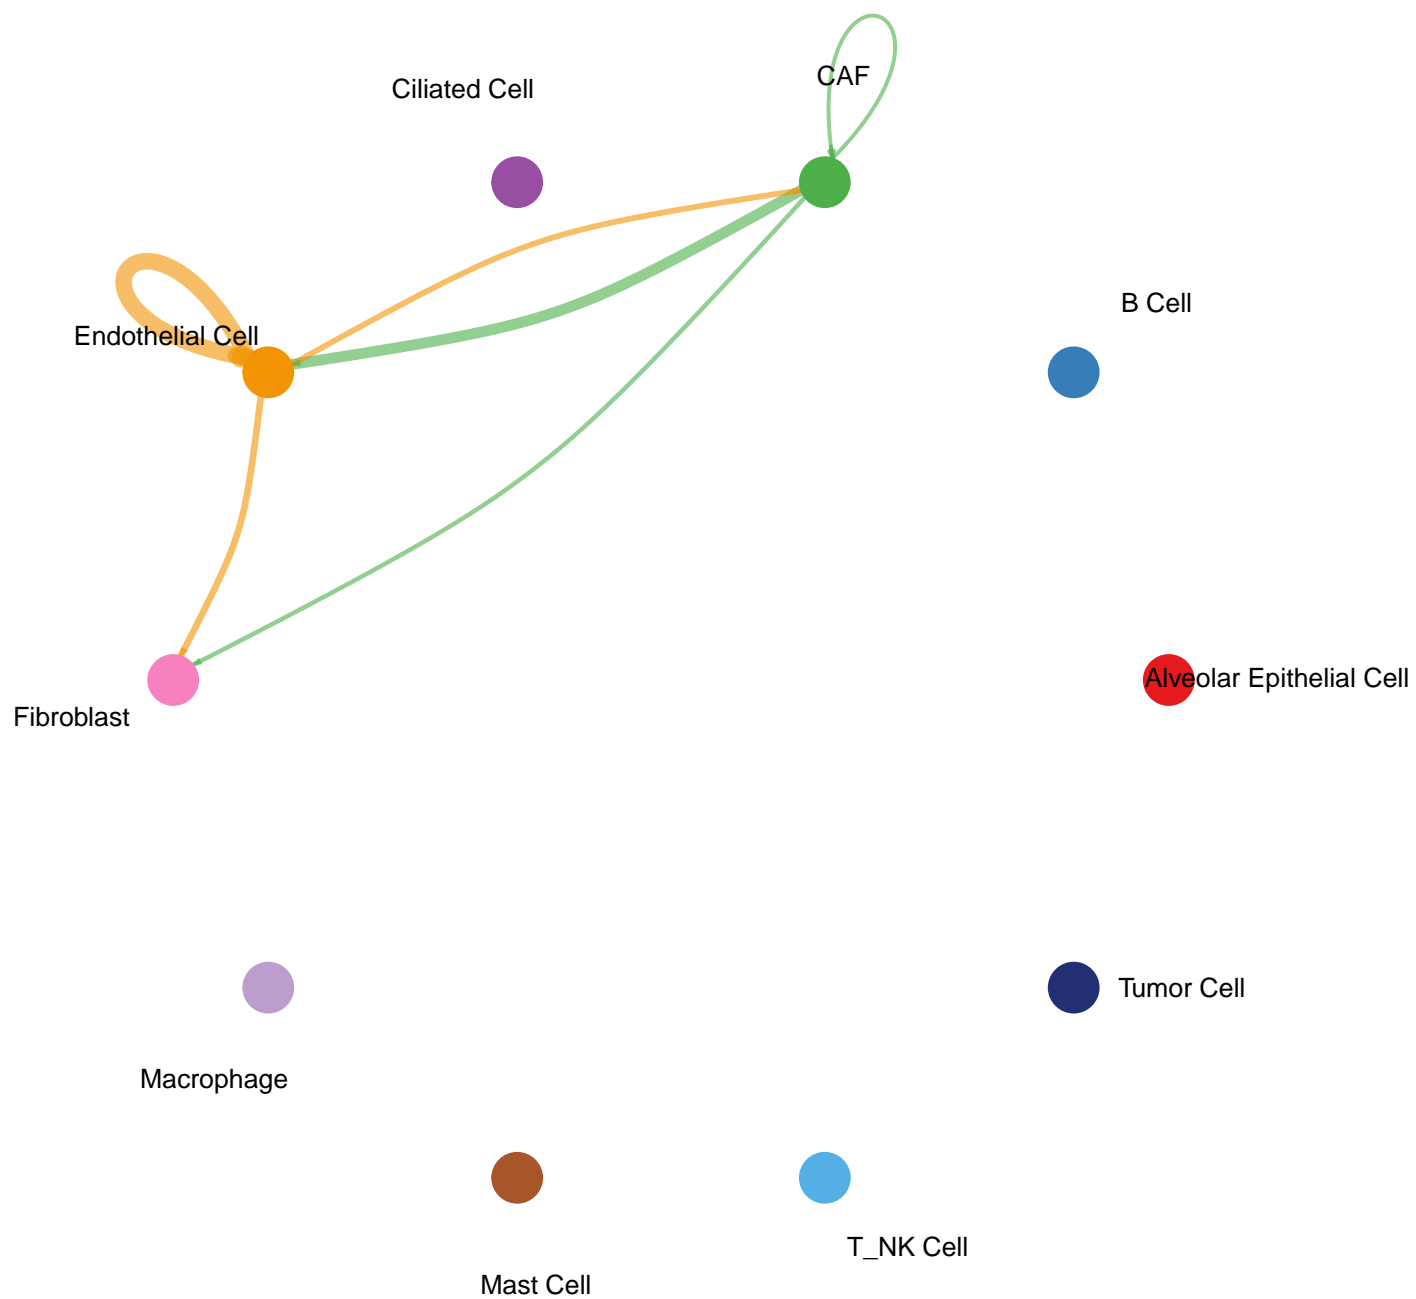 CAF
Ciliated Cell
B Cell
Endothelial Cell
Alveolar Epithelial Cell
Fibroblast
Tumor Cell
Macrophage
T_NK Cell
Mast Cell